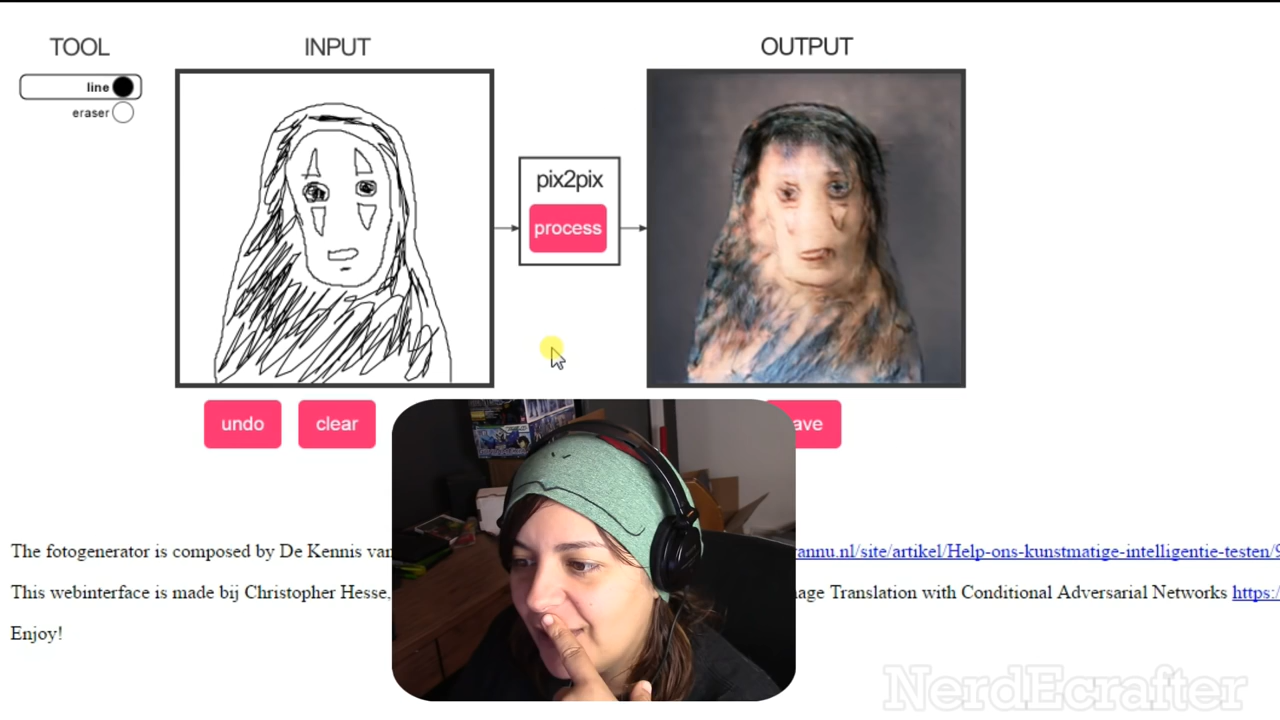 TOOL
INPUT
OUTPUT
line
eraser
pix2pix
process
undo
clear
ave
The fotogenerator is composed by De Kennis van
annu.nl/site/artikel/Help-ons-kunstmatige-intelligentie-testen/9
This webinterface is made bij Christopher Hesse,
age Translation with Conditional Adversarial Networks https:/
Enjoy!
NerdEcrafter